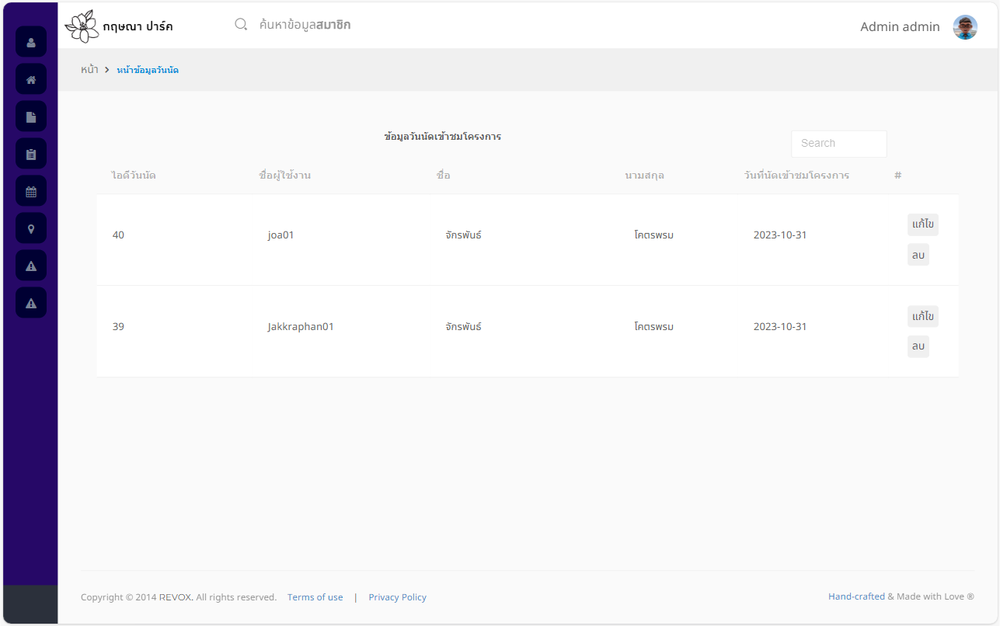 กฤษณา ปาร์ค
ค้นหาข้อมูลสมาชิก
Admin admin
หน้า > หน้าข้อมูลวันนัด
ข้อมูลวันนัดเข้าชมโครงการ
Search
ไอดีวันนัด ชื่อผู้ใช้งาน ชื่อ นามสกุล วันที่นัดเข้าชมโครงการ #
40 joa01 จักรพันธ์ โคตรพรม 2023-10-31 แก้ไข
ลบ
39 Jakkraphan01 จักรพันธ์ โคตรพรม 2023-10-31 แก้ไข
ลบ
Copyright © 2014 REVOX. All rights reserved. Terms of use | Privacy Policy
Hand-crafted & Made with Love ®